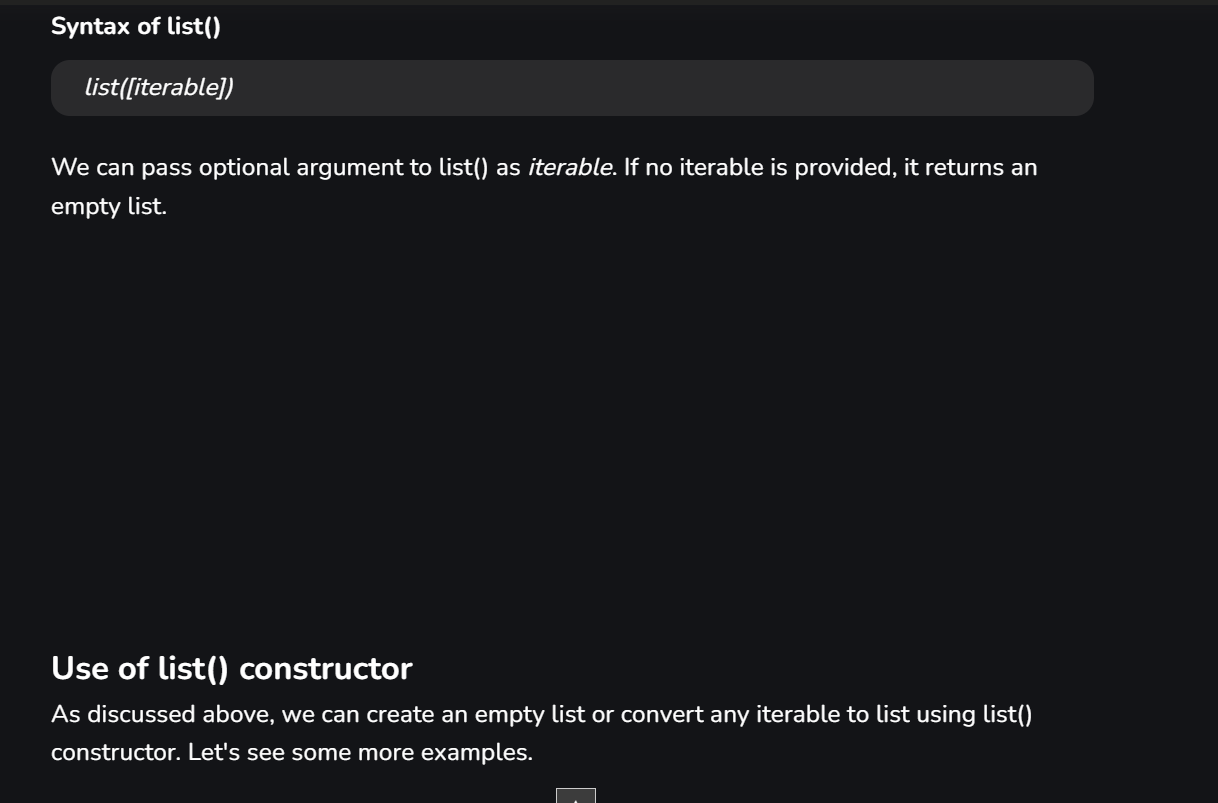 Syntax of list()
list([iterable])
We can pass optional argument to list() as iterable. If no iterable is provided, it returns an
empty list.
Use of list() constructor
As discussed above, we can create an empty list or convert any iterable to list using list()
constructor. Let's see some more examples.